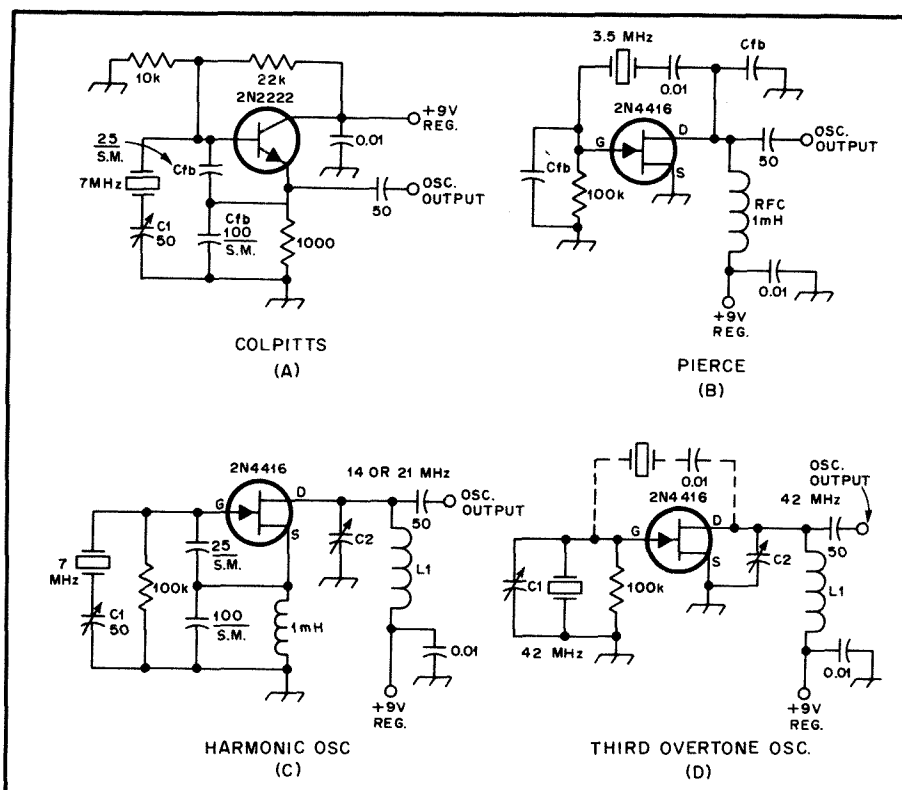 10k
22k
2N2222
+9V
REG.
0.01
25
S.M.
Cfb
7MHz
C1
50
Cfb
100
S.M.
1000
50
OSC.
OUTPUT
COLPITTS
(A)
3.5 MHz
0.01
Cfb
2N4416
G
D
S
Cfb
100k
50
OSC.
OUTPUT
RFC
1mH
0.01
+9V
REG.
PIERCE
(B)
2N4416
14 OR 21 MHz
G
D
S
50
OSC.
OUTPUT
7
MHz
C1
50
100k
25
S.M.
100
S.M.
1mH
C2
L1
0.01
+9V
REG.
HARMONIC OSC
(C)
0.01
2N4416
OSC.
OUTPUT
42 MHz
G
D
S
50
C1
100k
42 MHz
C2
L1
0.01
+9V
REG.
THIRD OVERTONE OSC.
(D)